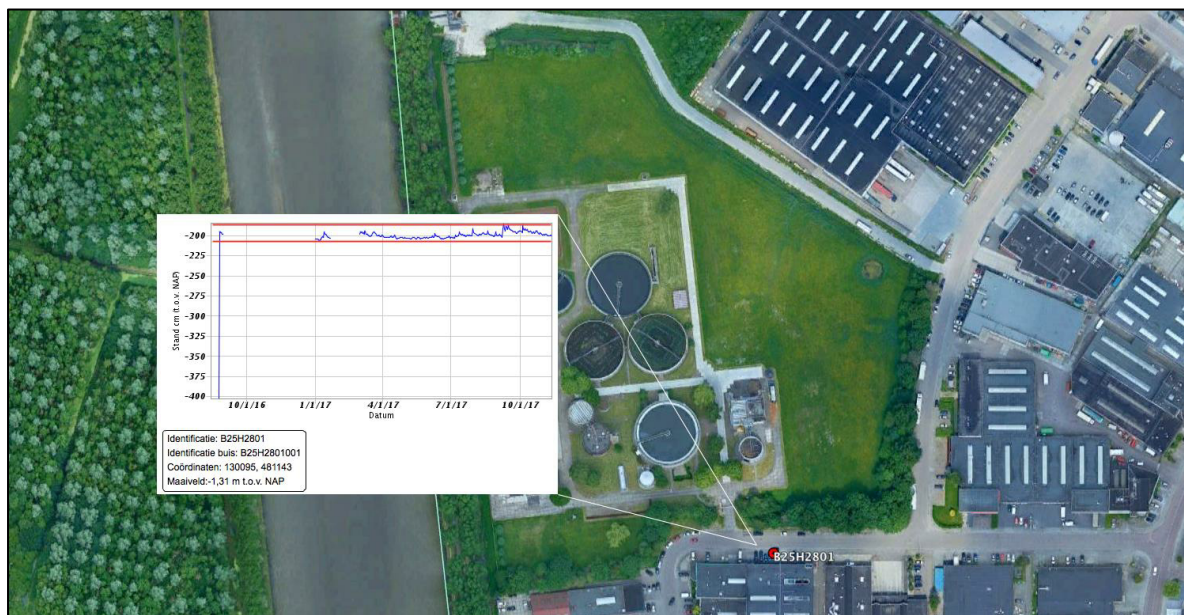 -200
-225
-250
-275
-300
-325
-350
-375
-400
Stand cm (t.o.v. NAP)
10/1/16 1/1/17 4/1/17 7/1/17 10/1/17
Datum
Identificatie: B25H2801
Identificatie buis: B25H2801001
Coördinaten: 130095, 481143
Maaiveld:-1,31 m t.o.v. NAP
B25H2801